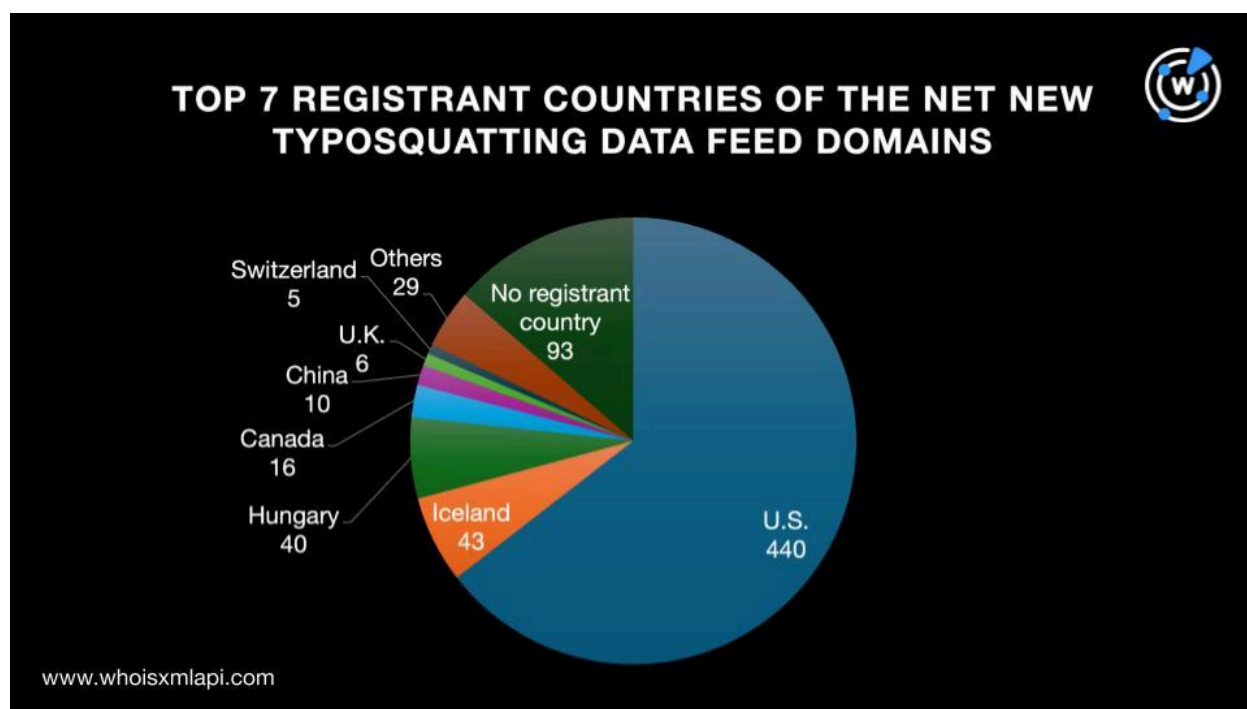 TOP 7 REGISTRANT COUNTRIES OF THE NET NEW
TYPOSQUATTING DATA FEED DOMAINS
W
Switzerland
5
Others
29
No registrant
country
93
U.K.
6
China
10
Canada
16
Hungary
40
Iceland
43
U.S.
440
www.whoisxmlapi.com